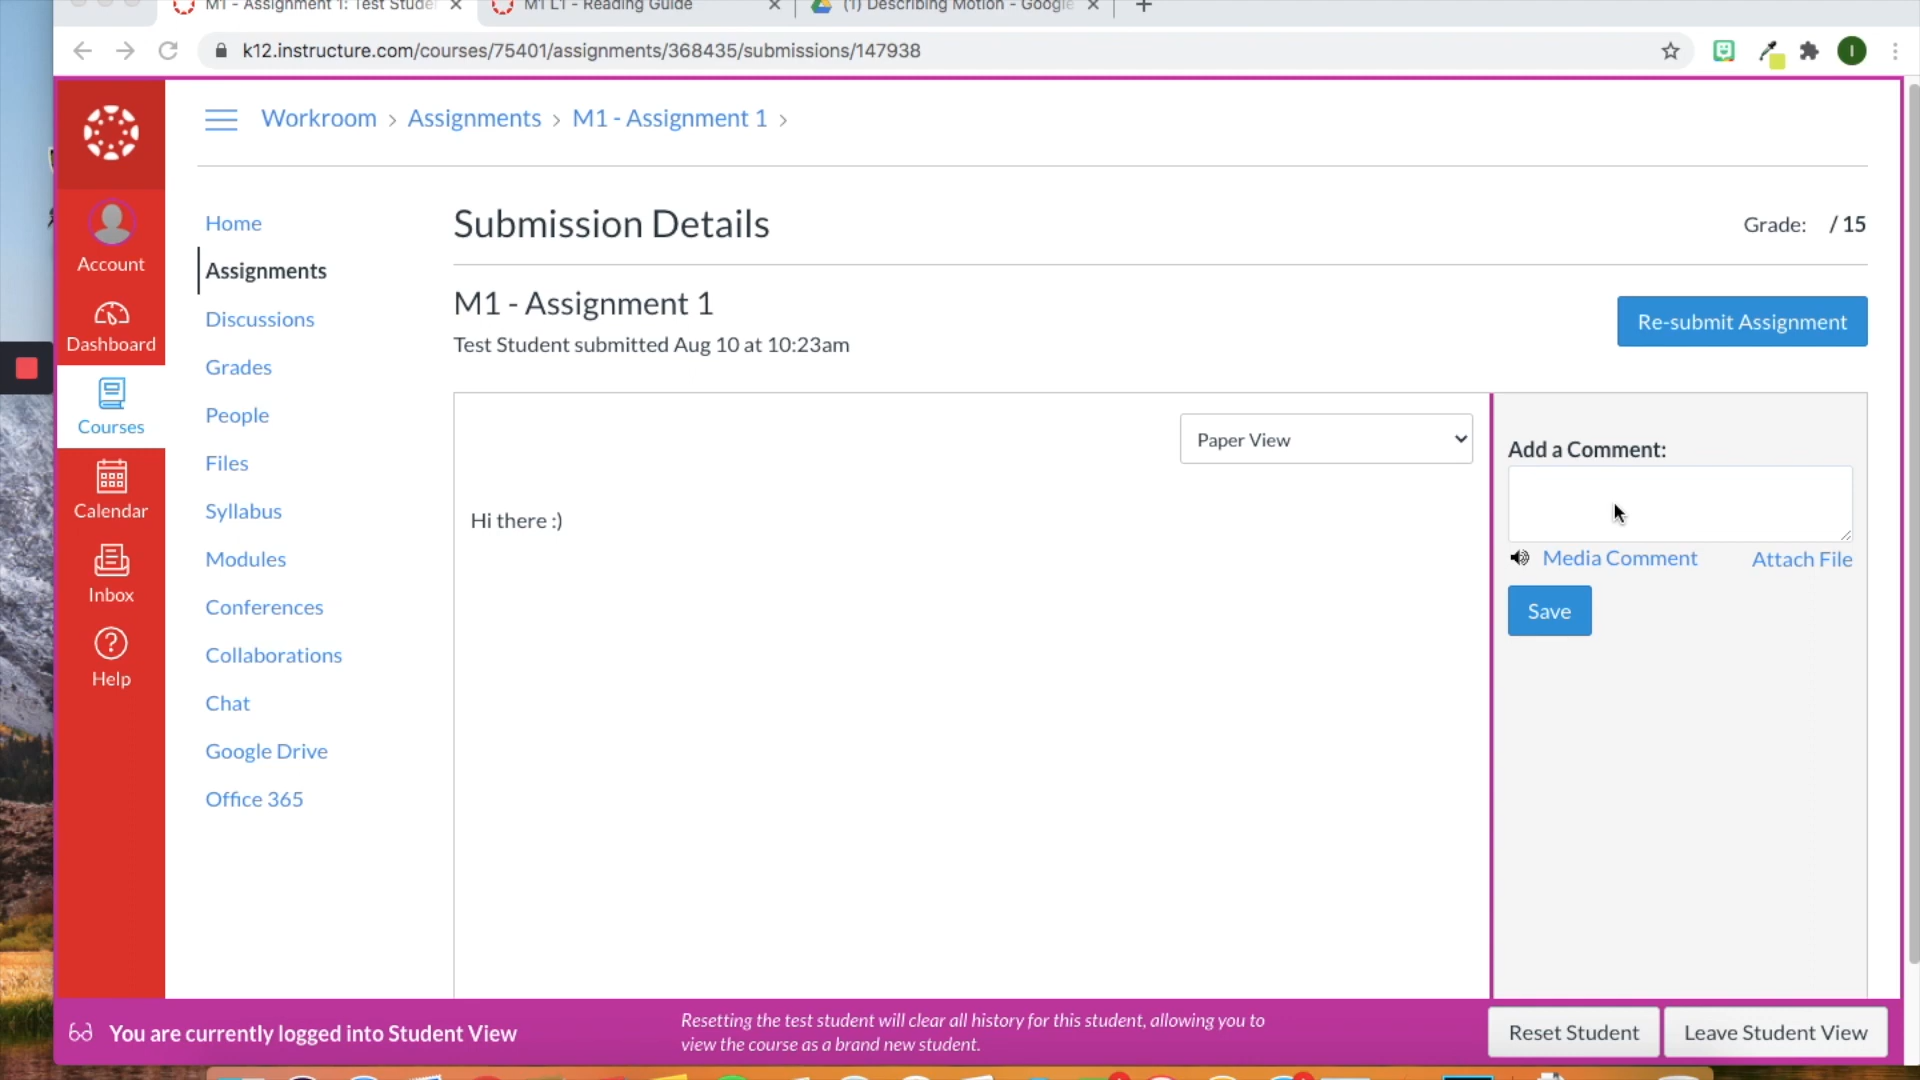 M1 - Assignment 1: Test Stude
M1 L1 - Reading Guide
(1) Describing Motion - Google
k12.instructure.com/courses/75401/assignments/368435/submissions/147938
I
Workroom > Assignments > M1 - Assignment 1 >
Account
Dashboard
Courses
Calendar
Inbox
Help
Home
Assignments
Discussions
Grades
People
Files
Syllabus
Modules
Conferences
Collaborations
Chat
Google Drive
Office 365
Submission Details
Grade: / 15
M1 - Assignment 1
Test Student submitted Aug 10 at 10:23am
Re-submit Assignment
Paper View
Hi there :)
Add a Comment:
Media Comment
Attach File
Save
You are currently logged into Student View
Resetting the test student will clear all history for this student, allowing you to
view the course as a brand new student.
Reset Student
Leave Student View